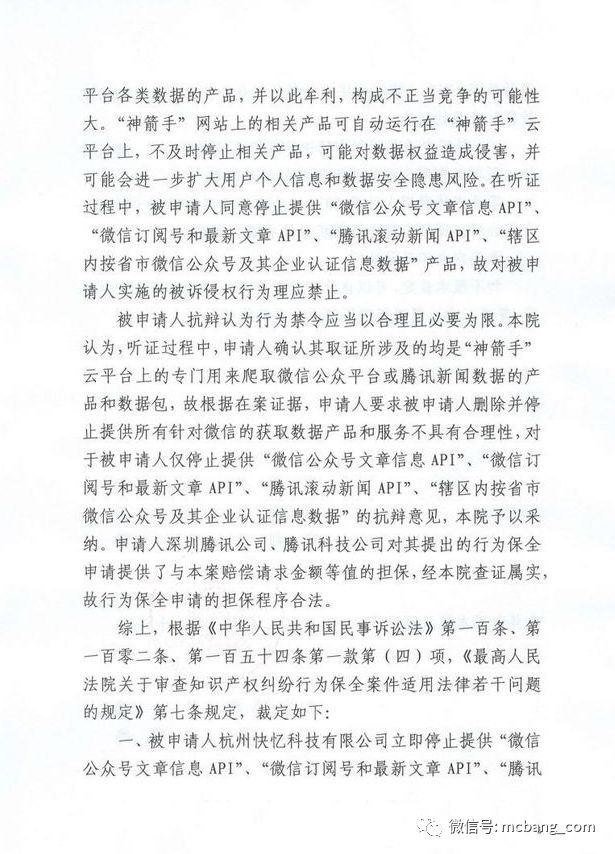 平台各类数据的产品，并以此牟利，构成不正当竞争的可能性
大。“神箭手”网站上的相关产品可自动运行在“神箭手”云
平台上，不及时停止相关产品，可能对数据权益造成侵害，并
可能会进一步扩大用户个人信息和数据安全隐患风险。在听证
过程中，被申请人同意停止提供“微信公众号文章信息 API”、
“微信订阅号和最新文章 API”、“腾讯滚动新闻 API”、“辖区
内按省市微信公众号及其企业认证信息数据”产品，故对被申
请人实施的被诉侵权行为理应禁止。
被申请人抗辩认为行为禁令应当以合理且必要为限。本院
认为，听证过程中，申请人确认其取证所涉及的均是“神箭手”
云平台上的专门用来爬取微信公众平台或腾讯新闻数据的产
品和数据包，故根据在案证据，申请人要求被申请人删除并停
止提供所有针对微信的获取数据产品和服务不具有合理性，对
于被申请人仅停止提供“微信公众号文章信息 API”、“微信订
阅号和最新文章 API”、“腾讯滚动新闻 API”、“辖区内按省市
微信公众号及其企业认证信息数据”的抗辩意见，本院予以采
纳。申请人深圳腾讯公司、腾讯科技公司对其提出的行为保全
申请提供了与本案赔偿请求金额等值的担保，经本院查证属实，
故行为保全申请的担保程序合法。
综上，根据《中华人民共和国民事诉讼法》第一百条、第
一百零二条、第一百五十四条第一款第（四）项，《最高人民
法院关于审查知识产权纠纷行为保全案件适用法律若干问题
的规定》第七条规定，裁定如下：
一、被申请人杭州快忆科技有限公司立即停止提供“微信
公众号文章信息 API”、“微信订阅号和最新文章 API”、“腾讯
微信号: mcbang_com